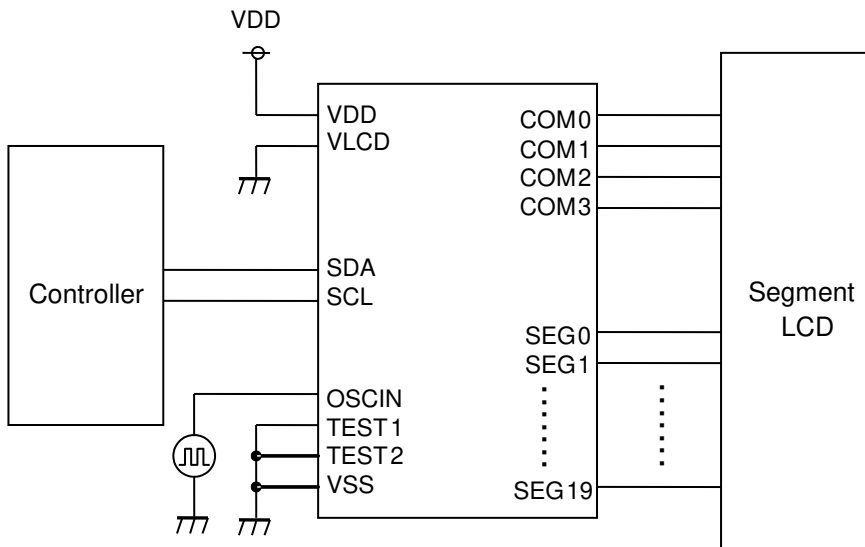 VDD
Controller
VDD
VLCD
SDA
SCL
OSCIN
TEST1
TEST2
VSS
COM0
COM1
COM2
COM3
SEG0
SEG1
SEG19
Segment
LCD